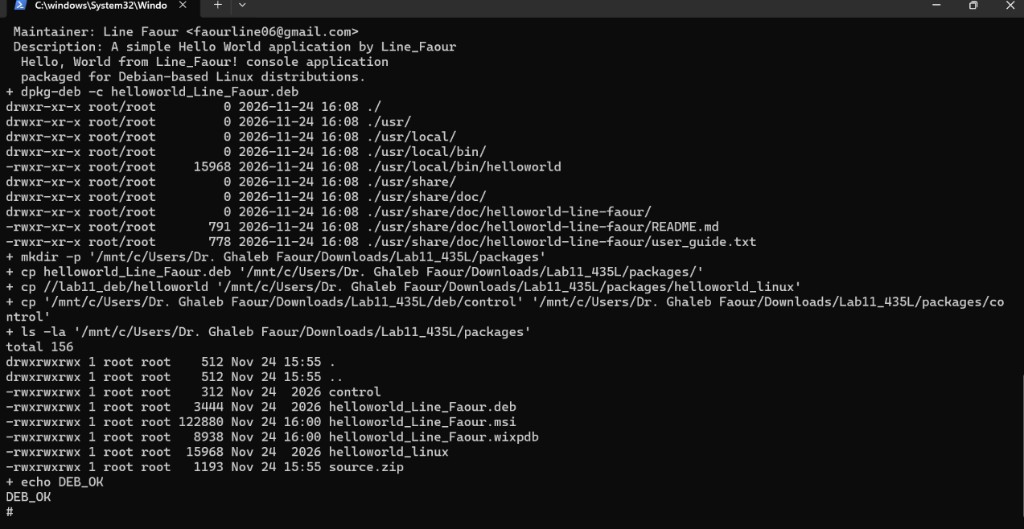 C:\windows\System32\Windo
Maintainer: Line Faour <faourline06@gmail.com>
Description: A simple Hello World application by Line_Faour
Hello, World from Line_Faour! console application
packaged for Debian-based Linux distributions.
+ dpkg-deb -c helloworld_Line_Faour.deb
drwxr-xr-x root/root         0 2026-11-24 16:08 ./
drwxr-xr-x root/root         0 2026-11-24 16:08 ./usr/
drwxr-xr-x root/root         0 2026-11-24 16:08 ./usr/local/
drwxr-xr-x root/root         0 2026-11-24 16:08 ./usr/local/bin/
-rwxr-xr-x root/root     15968 2026-11-24 16:08 ./usr/local/bin/helloworld
drwxr-xr-x root/root         0 2026-11-24 16:08 ./usr/share/
drwxr-xr-x root/root         0 2026-11-24 16:08 ./usr/share/doc/
drwxr-xr-x root/root         0 2026-11-24 16:08 ./usr/share/doc/helloworld-line-faour/
-rwxr-xr-x root/root       791 2026-11-24 16:08 ./usr/share/doc/helloworld-line-faour/README.md
-rwxr-xr-x root/root       778 2026-11-24 16:08 ./usr/share/doc/helloworld-line-faour/user_guide.txt
+ mkdir -p '/mnt/c/Users/Dr. Ghaleb Faour/Downloads/Lab11_435L/packages'
+ cp helloworld_Line_Faour.deb '/mnt/c/Users/Dr. Ghaleb Faour/Downloads/Lab11_435L/packages/'
+ cp //lab11_deb/helloworld '/mnt/c/Users/Dr. Ghaleb Faour/Downloads/Lab11_435L/packages/helloworld_linux'
+ cp '/mnt/c/Users/Dr. Ghaleb Faour/Downloads/Lab11_435L/deb/control' '/mnt/c/Users/Dr. Ghaleb Faour/Downloads/Lab11_435L/packages/co
ntrol'
+ ls -la '/mnt/c/Users/Dr. Ghaleb Faour/Downloads/Lab11_435L/packages'
total 156
drwxrwxrwx 1 root root    512 Nov 24 15:55 .
drwxrwxrwx 1 root root    512 Nov 24 15:55 ..
-rwxrwxrwx 1 root root    312 Nov 24  2026 control
-rwxrwxrwx 1 root root   3444 Nov 24  2026 helloworld_Line_Faour.deb
-rwxrwxrwx 1 root root 122880 Nov 24 16:00 helloworld_Line_Faour.msi
-rwxrwxrwx 1 root root   8938 Nov 24 16:00 helloworld_Line_Faour.wixpdb
-rwxrwxrwx 1 root root  15968 Nov 24  2026 helloworld_linux
-rwxrwxrwx 1 root root   1193 Nov 24 15:55 source.zip
+ echo DEB_OK
DEB_OK
#